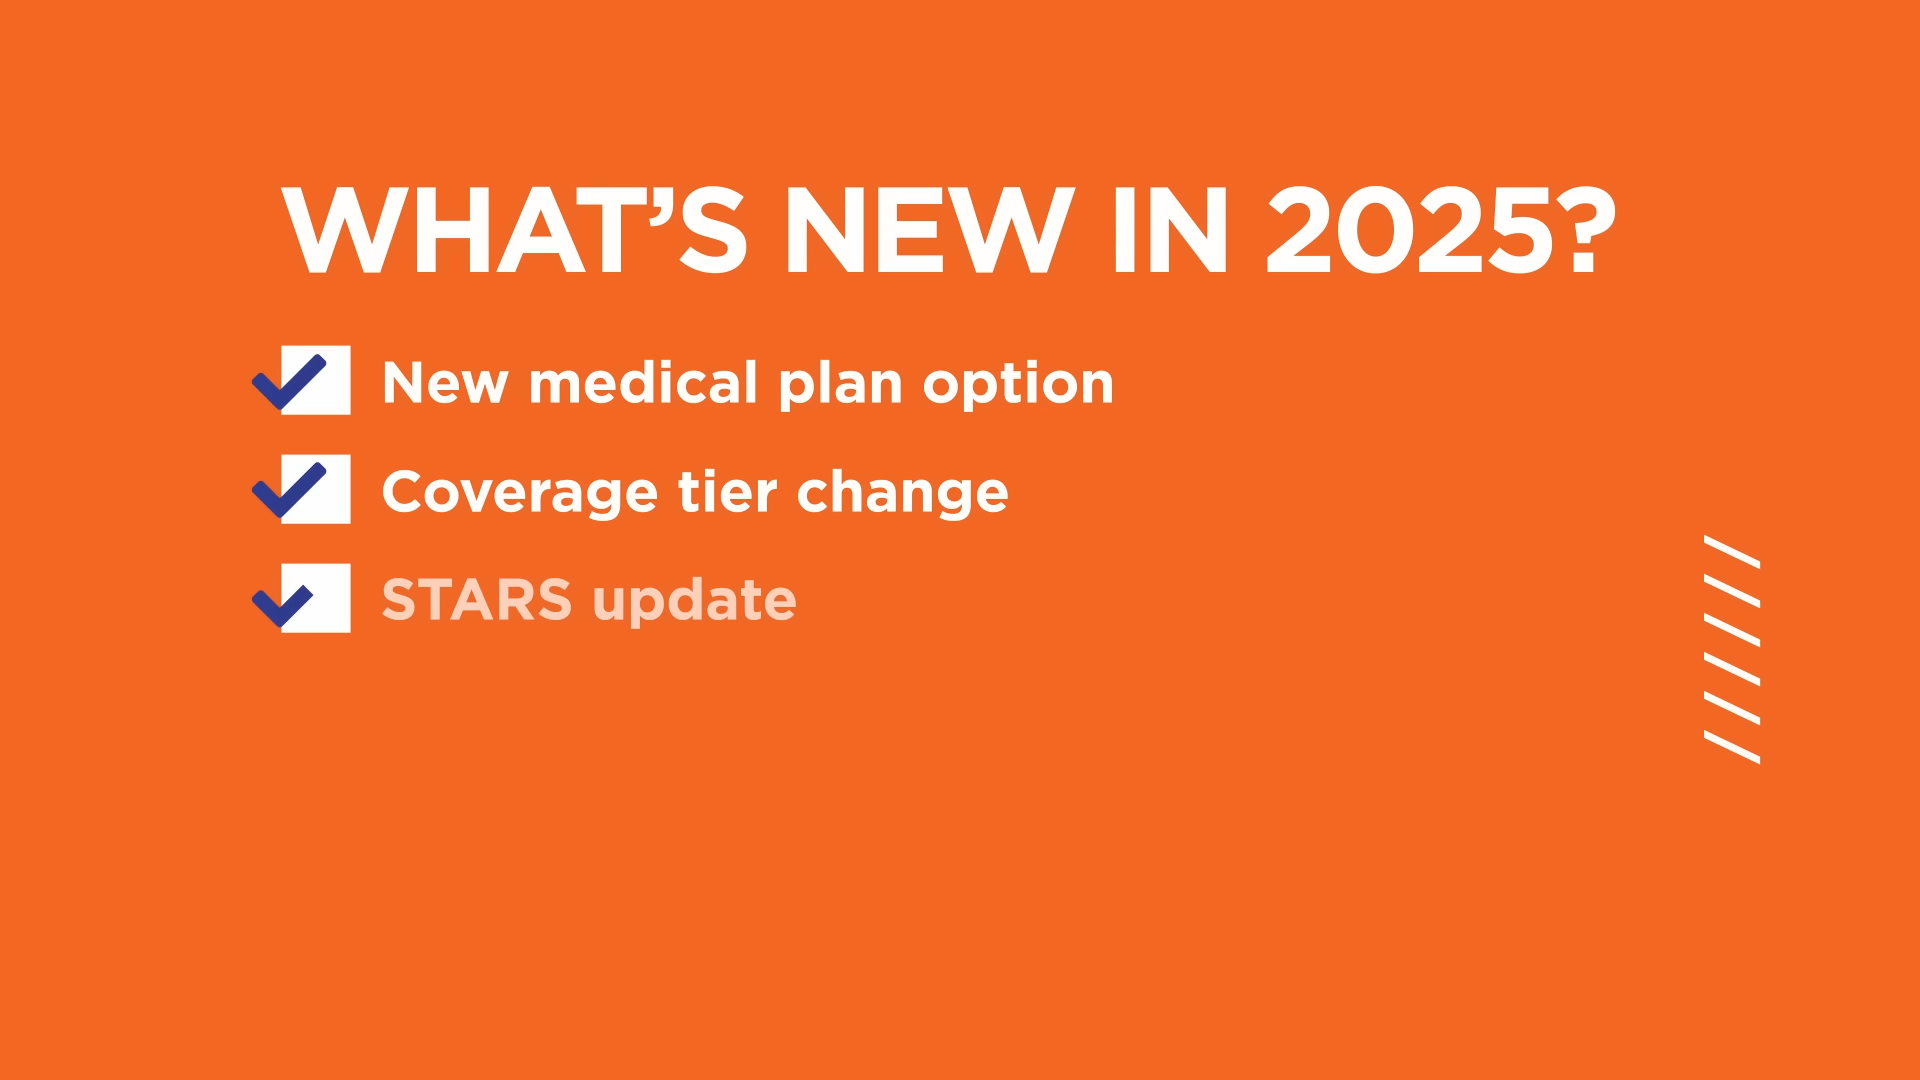 WHAT’S NEW IN 2025?
New medical plan option
Coverage tier change
STARS update